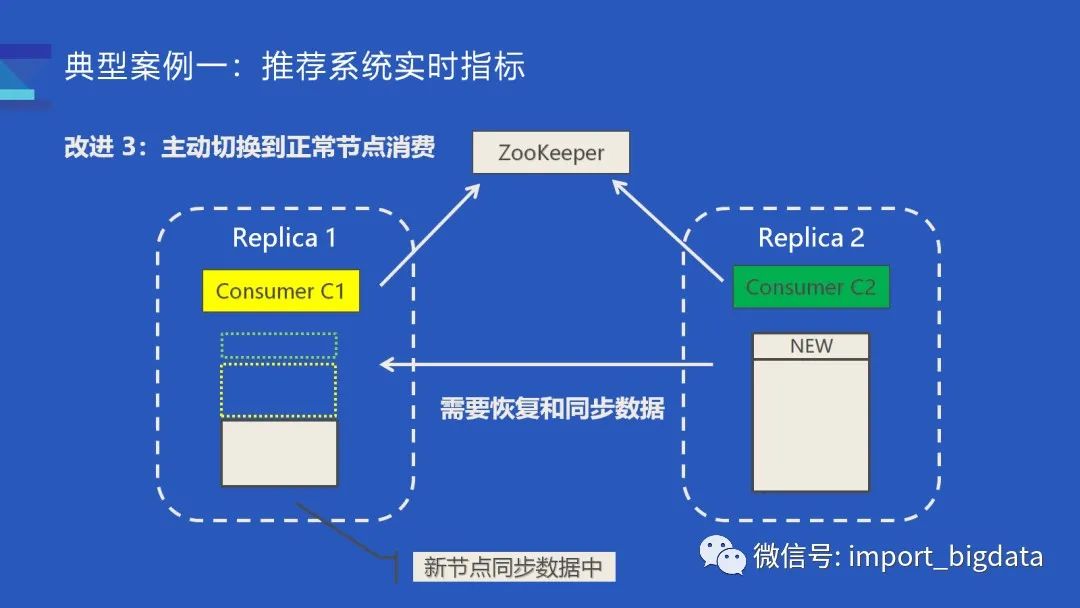 典型案例一：推荐系统实时指标
改进 3：主动切换到正常节点消费
ZooKeeper
Replica 1
Replica 2
Consumer C1
Consumer C2
NEW
需要恢复和同步数据
新节点同步数据中
微信号: import_bigdata